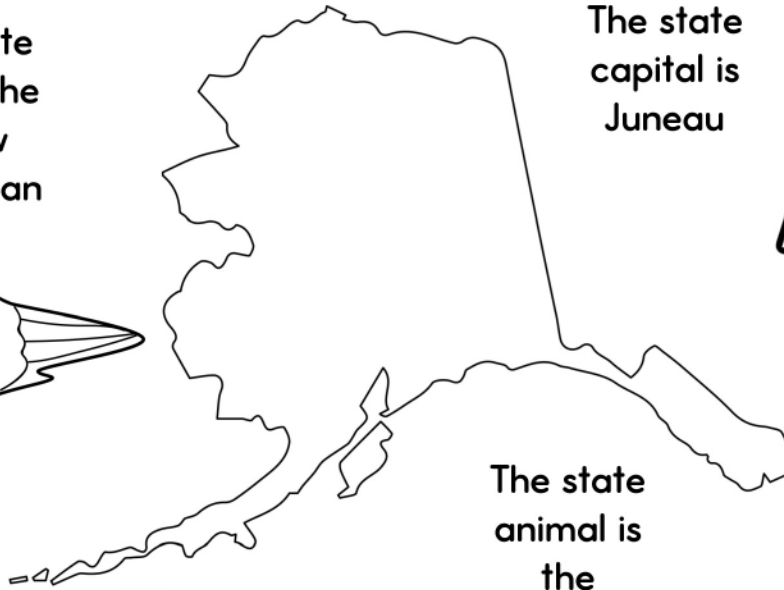 te
he
an
The state
capital is
Juneau
The state
animal is
the